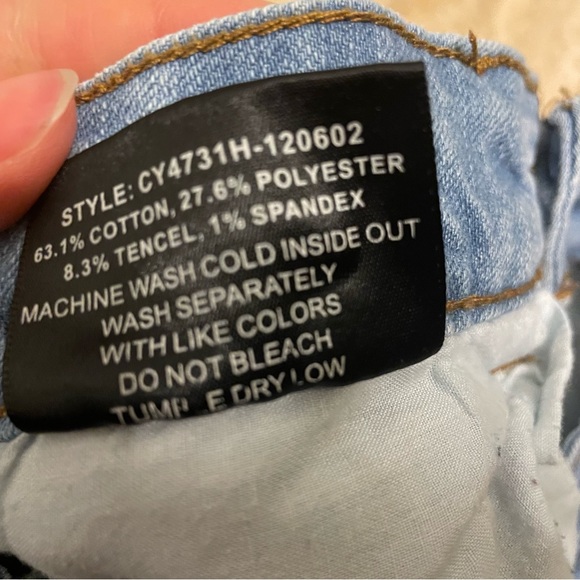 STYLE: CY4731H-120602
63.1% COTTON, 27.6% POLYESTER
8.3% TENCEL, 1% SPANDEX
MACHINE WASH COLD INSIDE OUT
WASH SEPARATELY
WITH LIKE COLORS
DO NOT BLEACH
TUMBLE DRY LOW